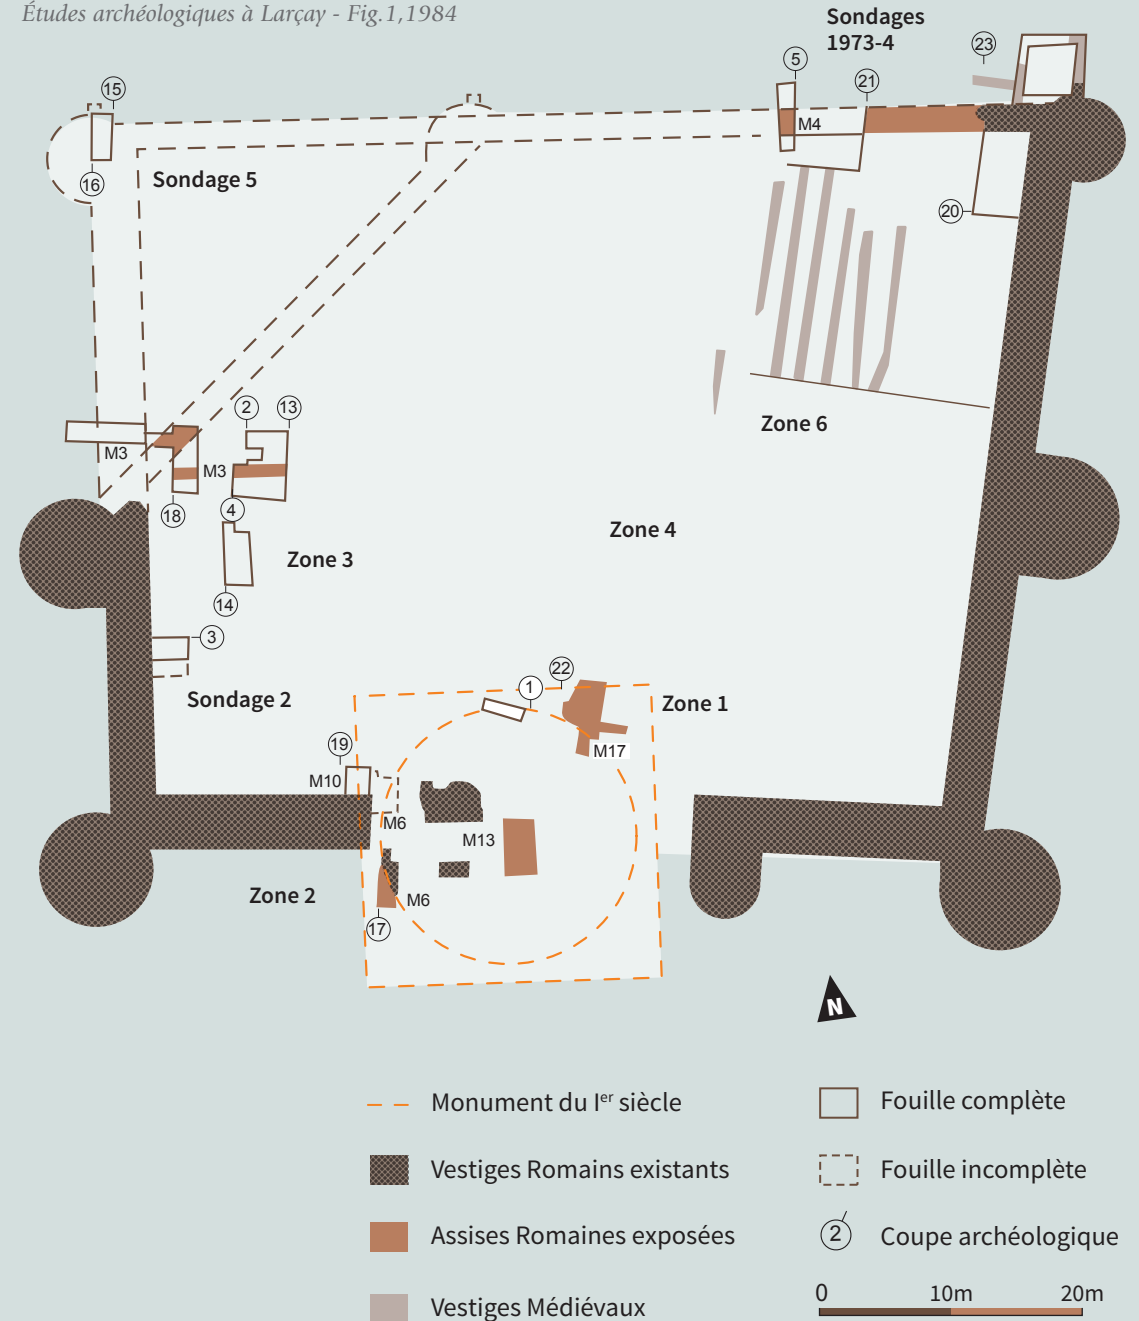 Études archéologiques à Larçay - Fig.1,1984
Sondages
1973-4
23
5
21
15
M4
16
Sondage 5
20
2
13
Zone 6
M3
M3
18
4
Zone 4
Zone 3
14
3
22
1
Sondage 2
Zone 1
19
M17
M10
M6
M13
Zone 2
M6
17
N
Monument du Ier siècle
Fouille complète
Vestiges Romains existants
Fouille incomplète
Assises Romaines exposées
2
Coupe archéologique
0 10m 20m
Vestiges Médiévaux